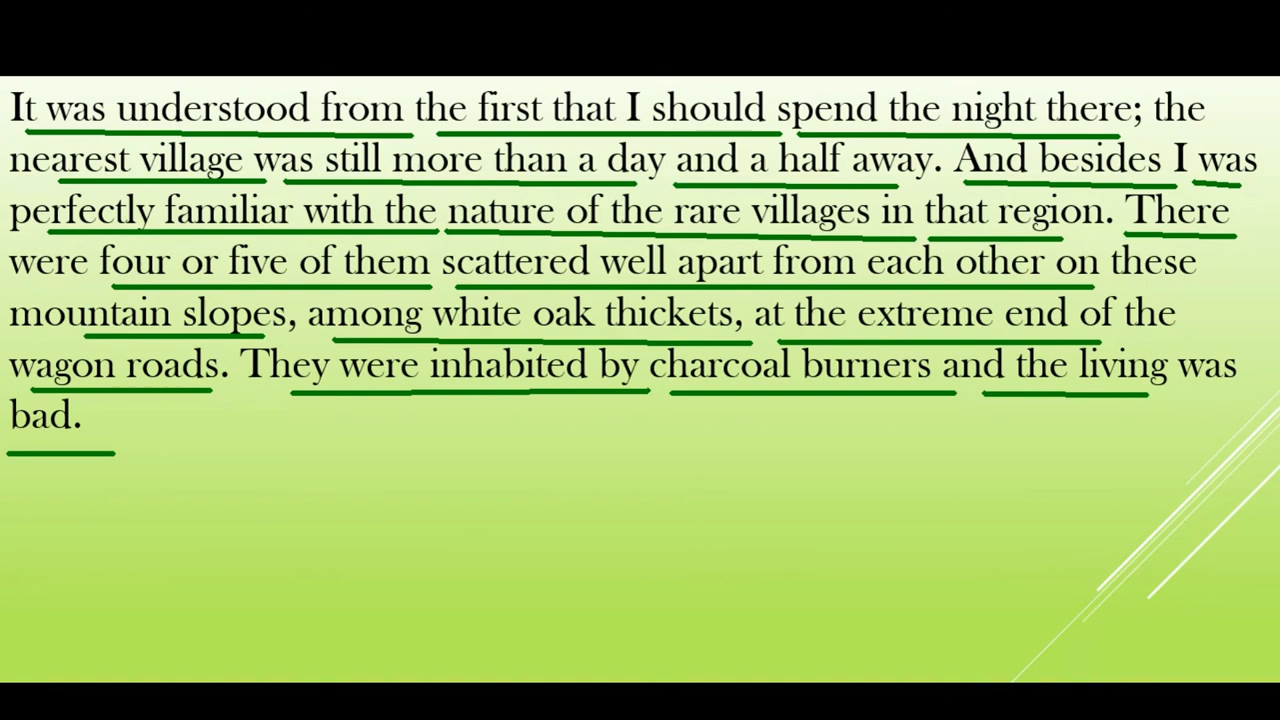 It was understood from the first that I should spend the night there; the
nearest village was still more than a day and a half away. And besides I was
perfectly familiar with the nature of the rare villages in that region. There
were four or five of them scattered well apart from each other on these
mountain slopes, among white oak thickets, at the extreme end of the
wagon roads. They were inhabited by charcoal burners and the living was
bad.